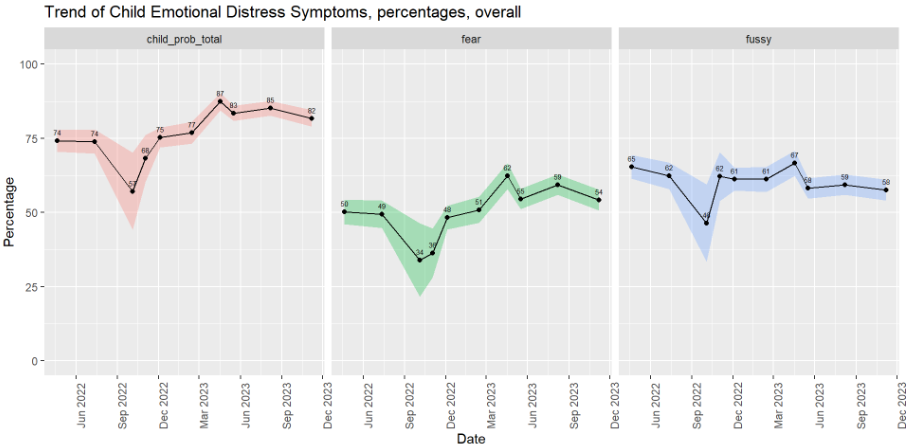 Trend of Child Emotional Distress Symptoms, percentages, overall
child_prob_total fear fussy
100
75
50
25
0
Percentage
74 74 57 68 75 77 87 83 85 82
50 49 34 36 49 51 62 55 59 54
65 62 46 62 61 61 67 58 59 58
Jun 2022 Sep 2022 Dec 2022 Mar 2023 Jun 2023 Sep 2023 Dec 2023
Jun 2022 Sep 2022 Dec 2022 Mar 2023 Jun 2023 Sep 2023 Dec 2023
Jun 2022 Sep 2022 Dec 2022 Mar 2023 Jun 2023 Sep 2023 Dec 2023
Date